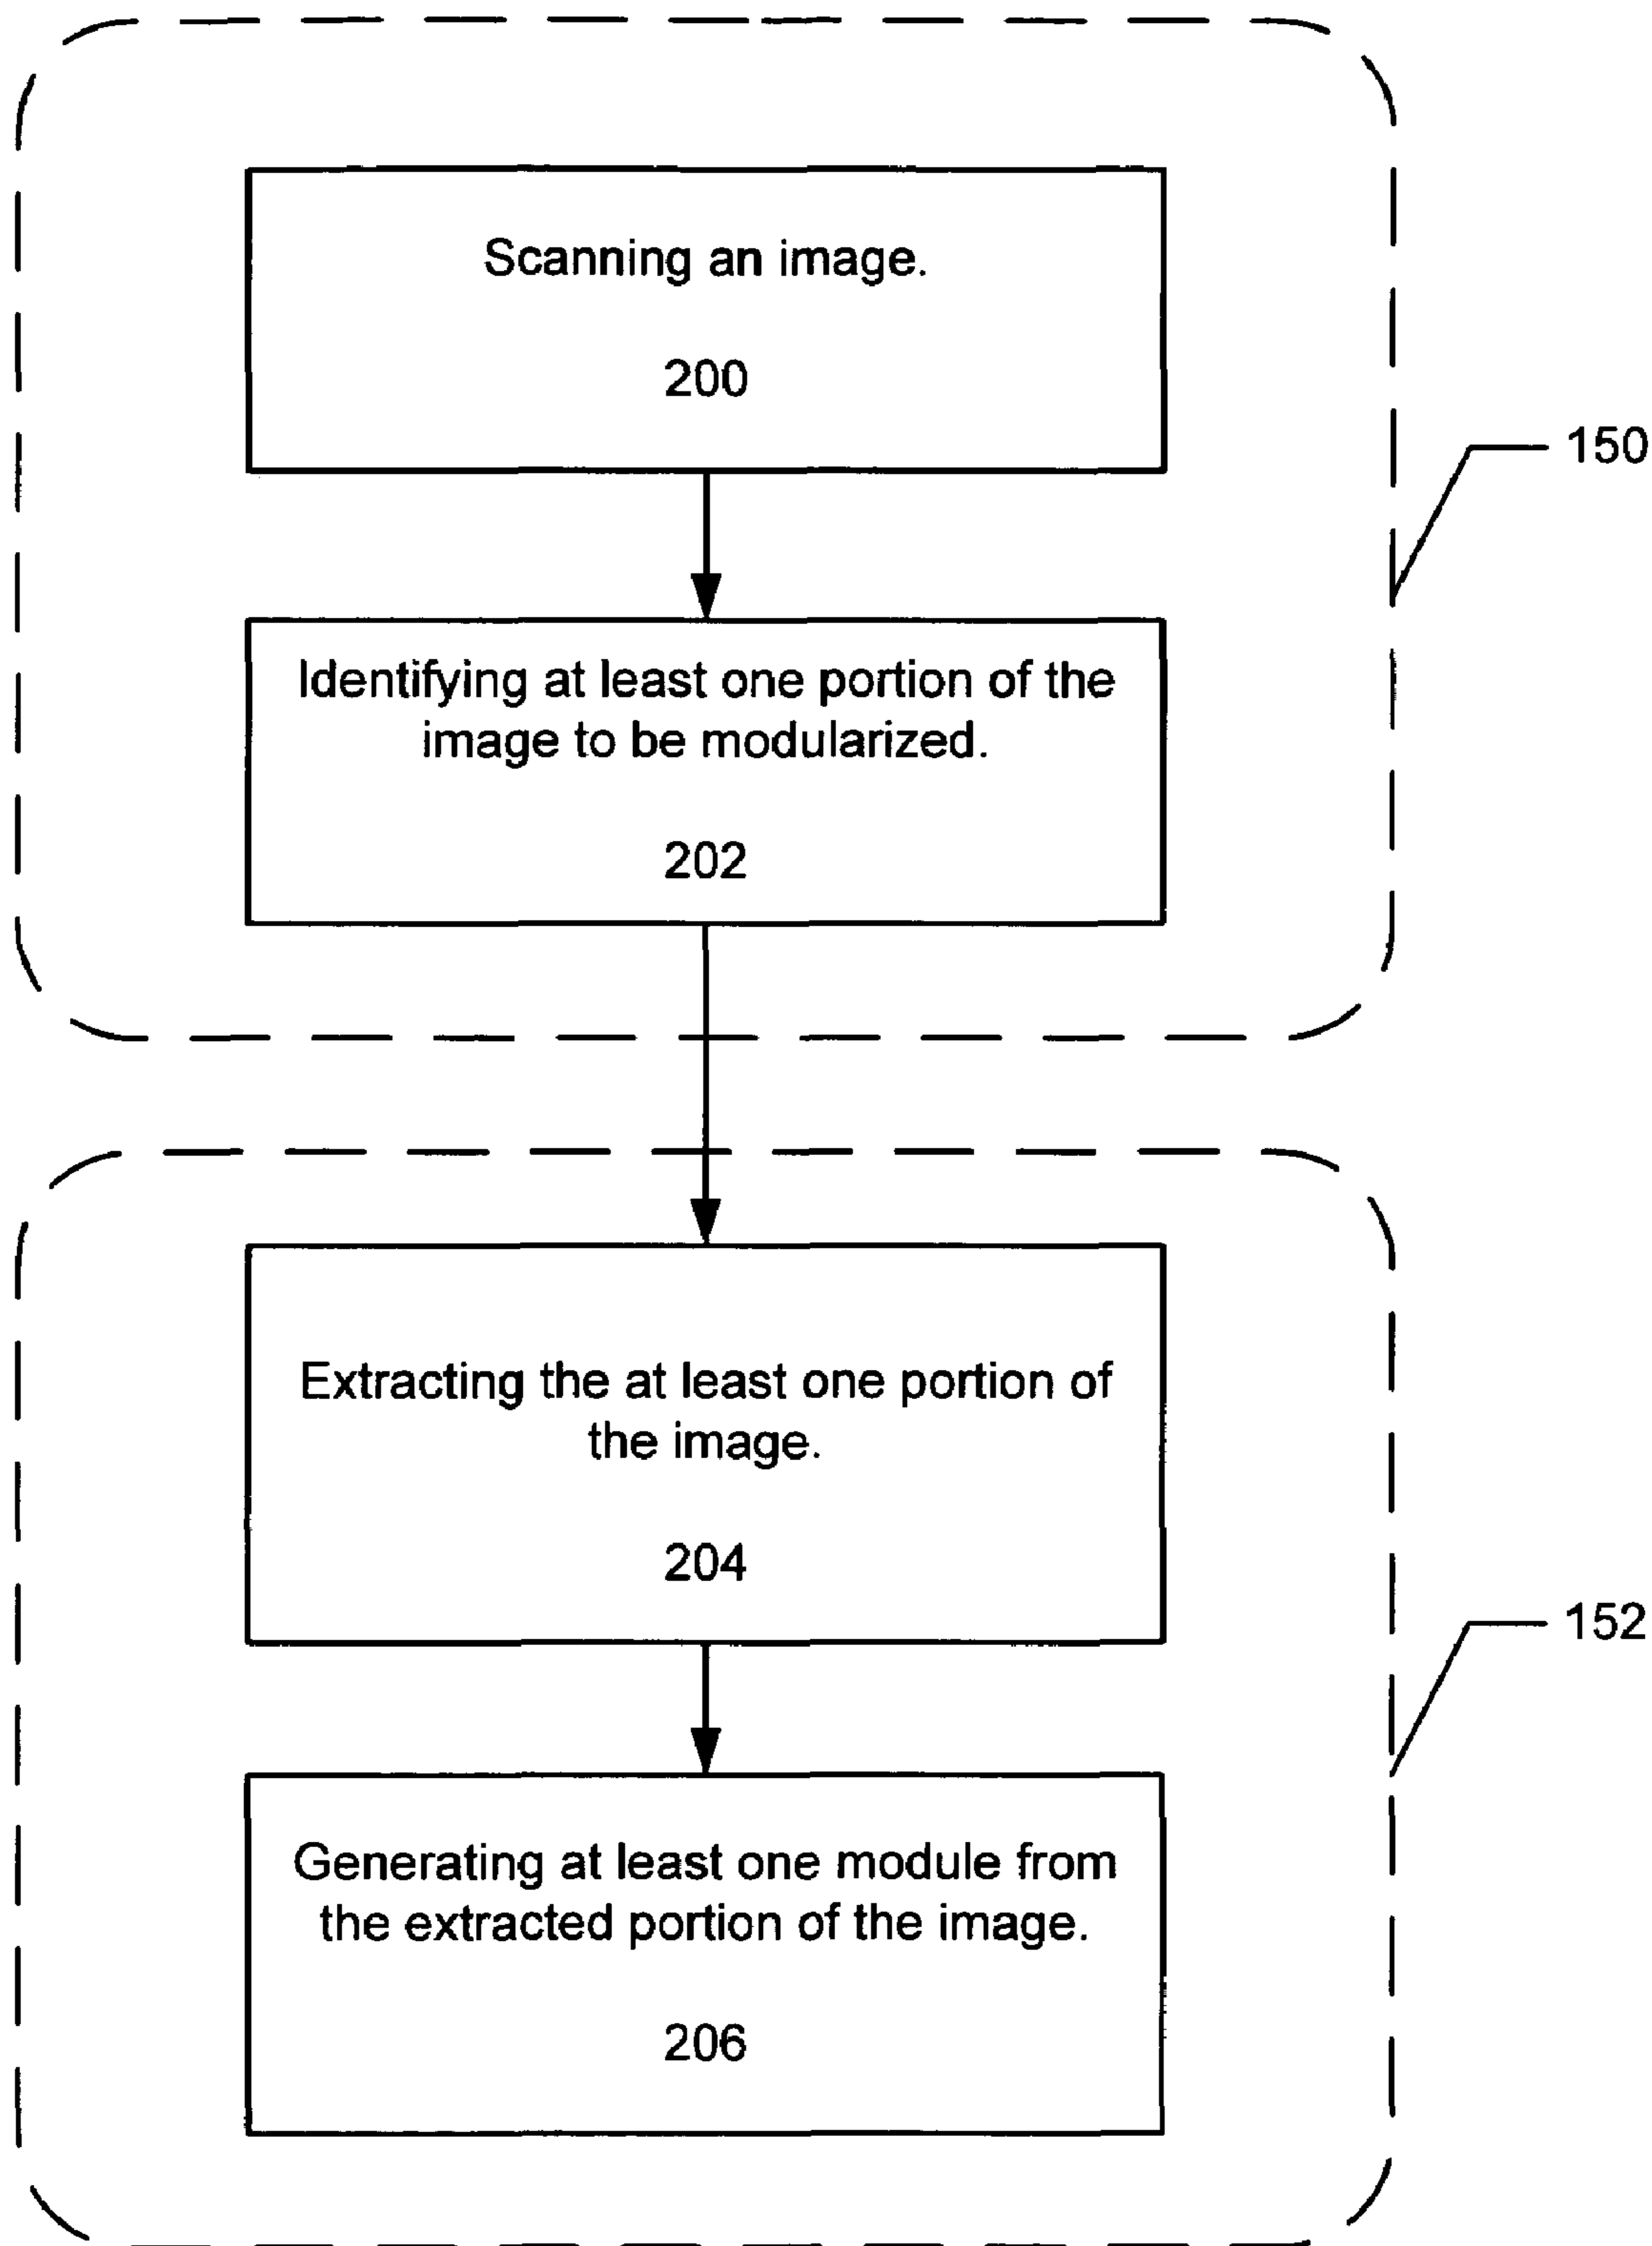 Scanning an image.
200
150
Identifying at least one portion of the
image to be modularized.
202
Extracting the at least one portion of
the image.
204
152
Generating at least one module from
the extracted portion of the image.
206